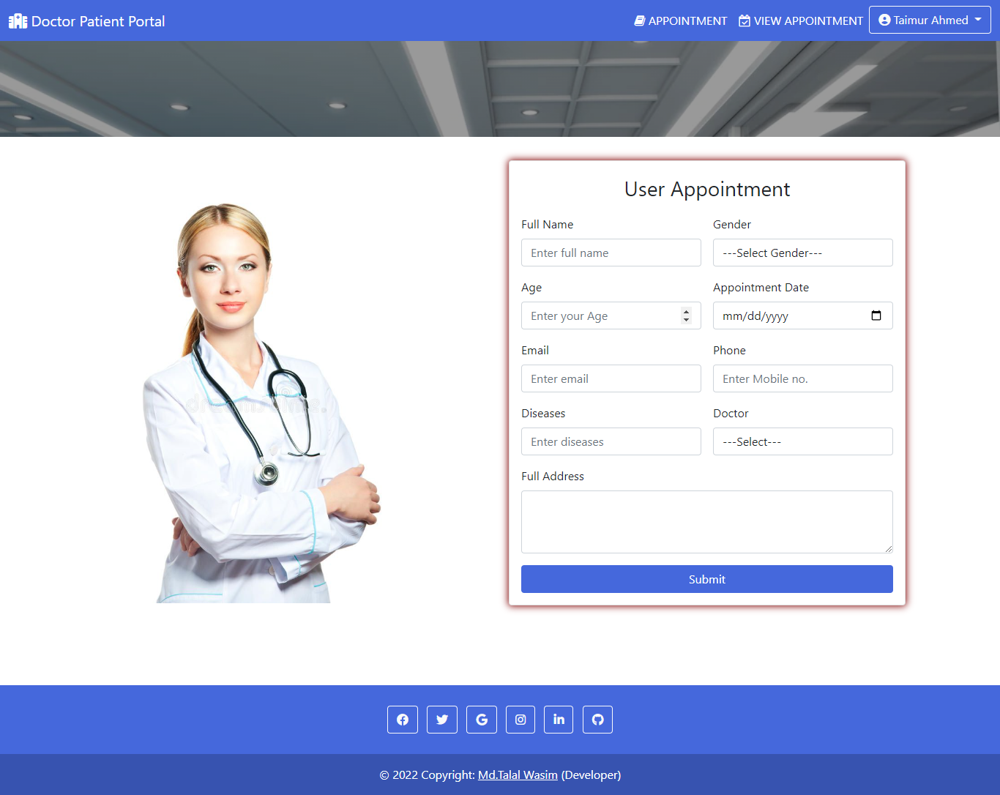 Doctor Patient Portal
APPOINTMENT
VIEW APPOINTMENT
Taimur Ahmed
User Appointment
Full Name
Gender
Enter full name
---Select Gender---
Age
Appointment Date
Enter your Age
mm/dd/yyyy
Email
Phone
Enter email
Enter Mobile no.
Diseases
Doctor
Enter diseases
---Select---
Full Address
Submit
© 2022 Copyright: Md.Talal Wasim (Developer)